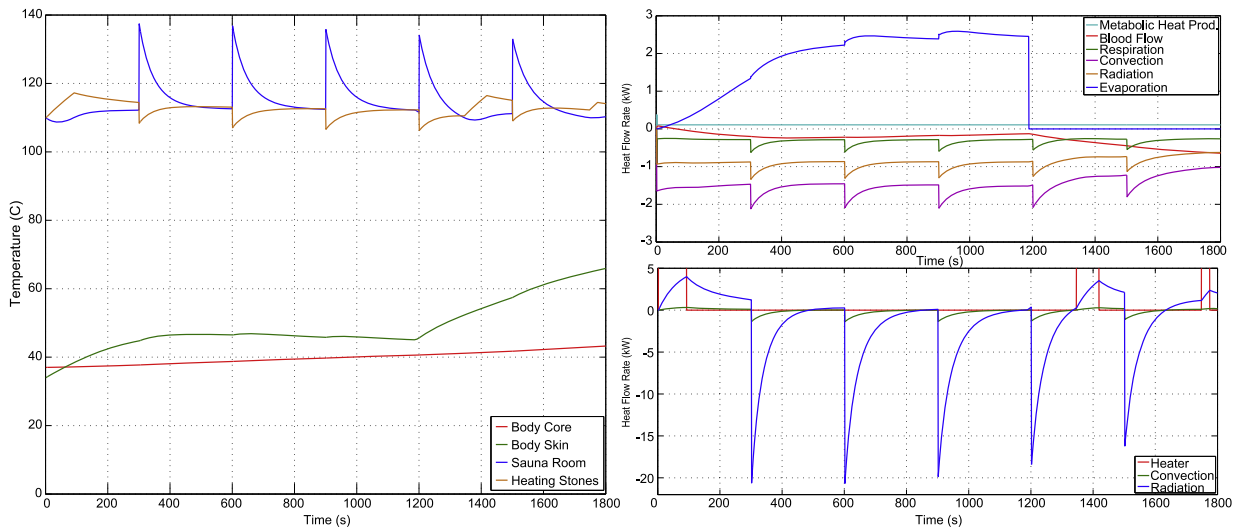 140
120
100
80
60
40
20
0
Temperature (C)
0 200 400 600 800 1000 1200 1400 1600 1800
Time (s)
Body Core
Body Skin
Sauna Room
Heating Stones
3
2
1
0
-1
-2
-3
Heat Flow Rate (kW)
0 200 400 600 800 1000 1200 1400 1600 1800
Time (s)
Metabolic Heat Prod.
Blood Flow
Respiration
Convection
Radiation
Evaporation
5
0
-5
-10
-15
-20
Heat Flow Rate (kW)
0 200 400 600 800 1000 1200 1400 1600 1800
Time (s)
Heater
Convection
Radiation